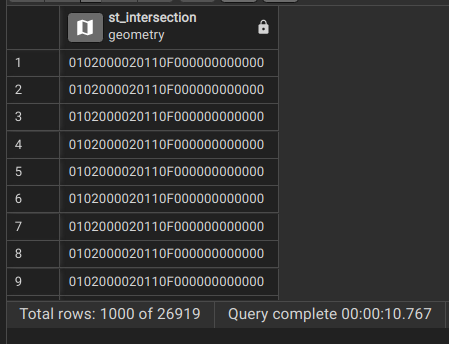 st_intersection
geometry
1 0102000020110F000000000000
2 0102000020110F000000000000
3 0102000020110F000000000000
4 0102000020110F000000000000
5 0102000020110F000000000000
6 0102000020110F000000000000
7 0102000020110F000000000000
8 0102000020110F000000000000
9 0102000020110F000000000000
Total rows: 1000 of 26919 Query complete 00:00:10.767